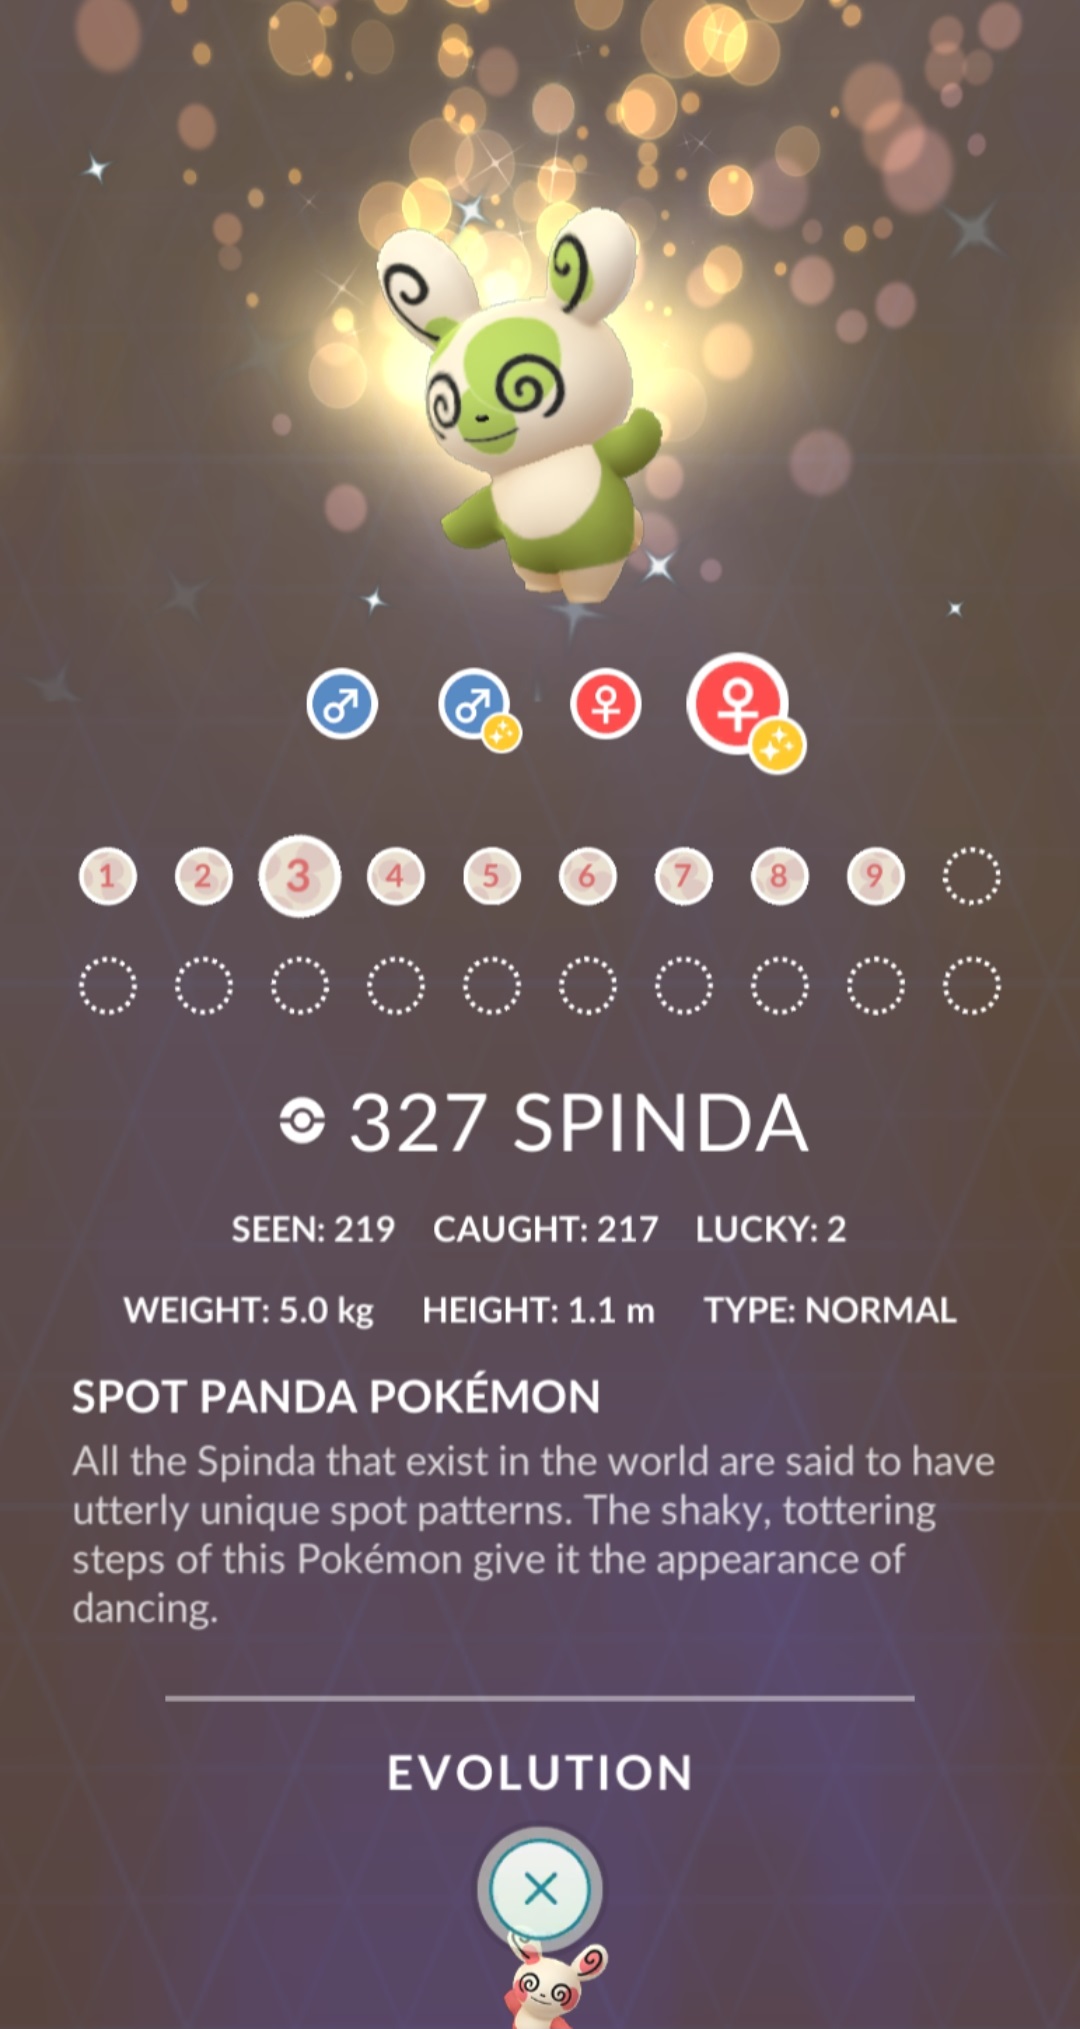 1 2 3 4 5 6 7 8 9
327 SPINDA
SEEN: 219 CAUGHT: 217 LUCKY: 2
WEIGHT: 5.0 kg HEIGHT: 1.1 m TYPE: NORMAL
SPOT PANDA POKÉMON
All the Spinda that exist in the world are said to have
utterly unique spot patterns. The shaky, tottering
steps of this Pokémon give it the appearance of
dancing.
EVOLUTION